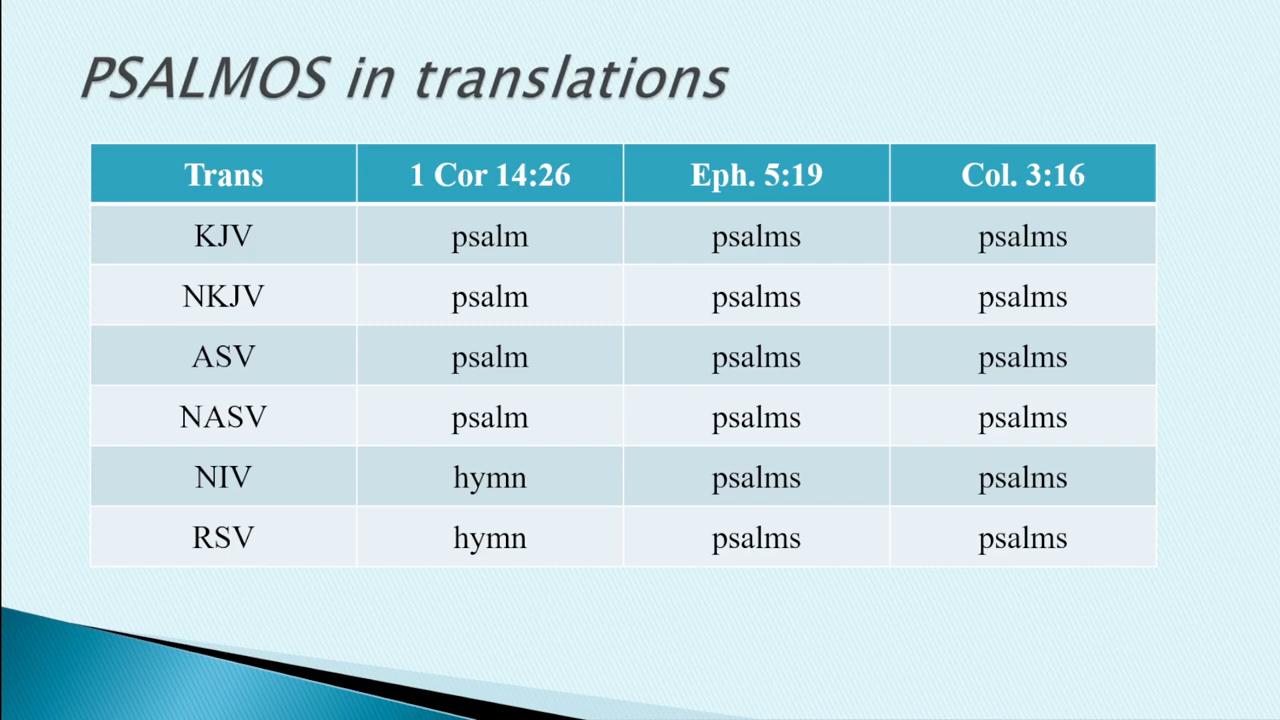 PSALMOS in translations
Trans 1 Cor 14:26 Eph. 5:19 Col. 3:16
KJV psalm psalms psalms
NKJV psalm psalms psalms
ASV psalm psalms psalms
NASV psalm psalms psalms
NIV hymn psalms psalms
RSV hymn psalms psalms